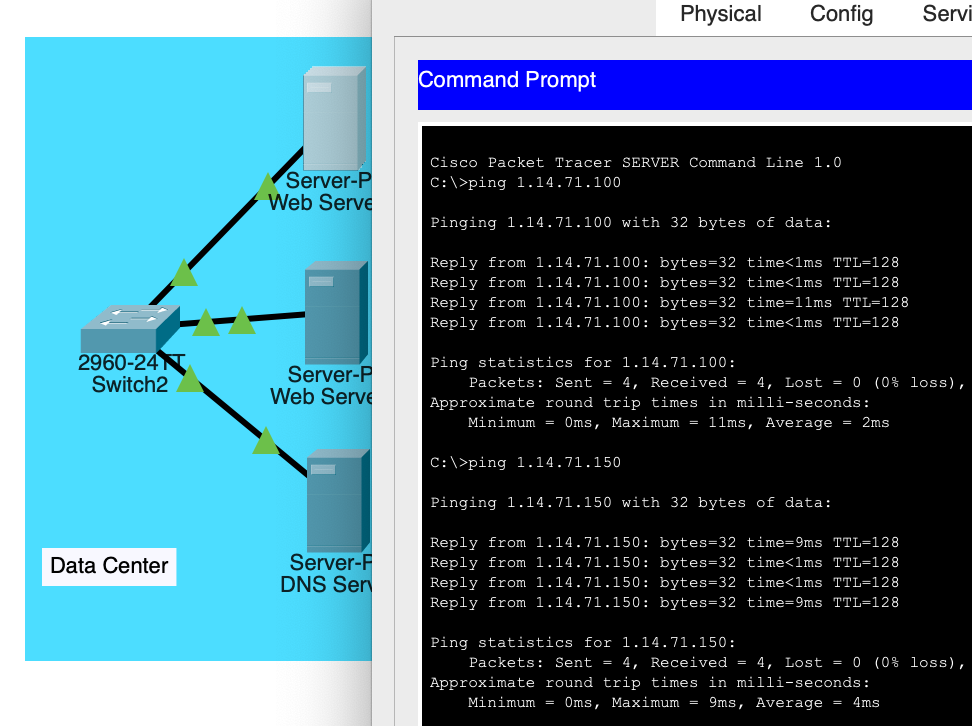 Physical Config
Command Prompt
Cisco Packet Tracer SERVER Command Line 1.0
C:\>ping 1.14.71.100
Pinging 1.14.71.100 with 32 bytes of data:
Reply from 1.14.71.100: bytes=32 time<1ms TTL=128
Reply from 1.14.71.100: bytes=32 time<1ms TTL=128
Reply from 1.14.71.100: bytes=32 time=11ms TTL=128
Reply from 1.14.71.100: bytes=32 time<1ms TTL=128
Ping statistics for 1.14.71.100:
Packets: Sent = 4, Received = 4, Lost = 0 (0% loss),
Approximate round trip times in milli-seconds:
Minimum = 0ms, Maximum = 11ms, Average = 2ms
C:\>ping 1.14.71.150
Pinging 1.14.71.150 with 32 bytes of data:
Reply from 1.14.71.150: bytes=32 time=9ms TTL=128
Reply from 1.14.71.150: bytes=32 time<1ms TTL=128
Reply from 1.14.71.150: bytes=32 time<1ms TTL=128
Reply from 1.14.71.150: bytes=32 time=9ms TTL=128
Ping statistics for 1.14.71.150:
Packets: Sent = 4, Received = 4, Lost = 0 (0% loss),
Approximate round trip times in milli-seconds:
Minimum = 0ms, Maximum = 9ms, Average = 4ms
Server-P
Web Serve
Server-P
Web Serve
2960-24TT
Switch2
Server-P
DNS Serv
Data Center